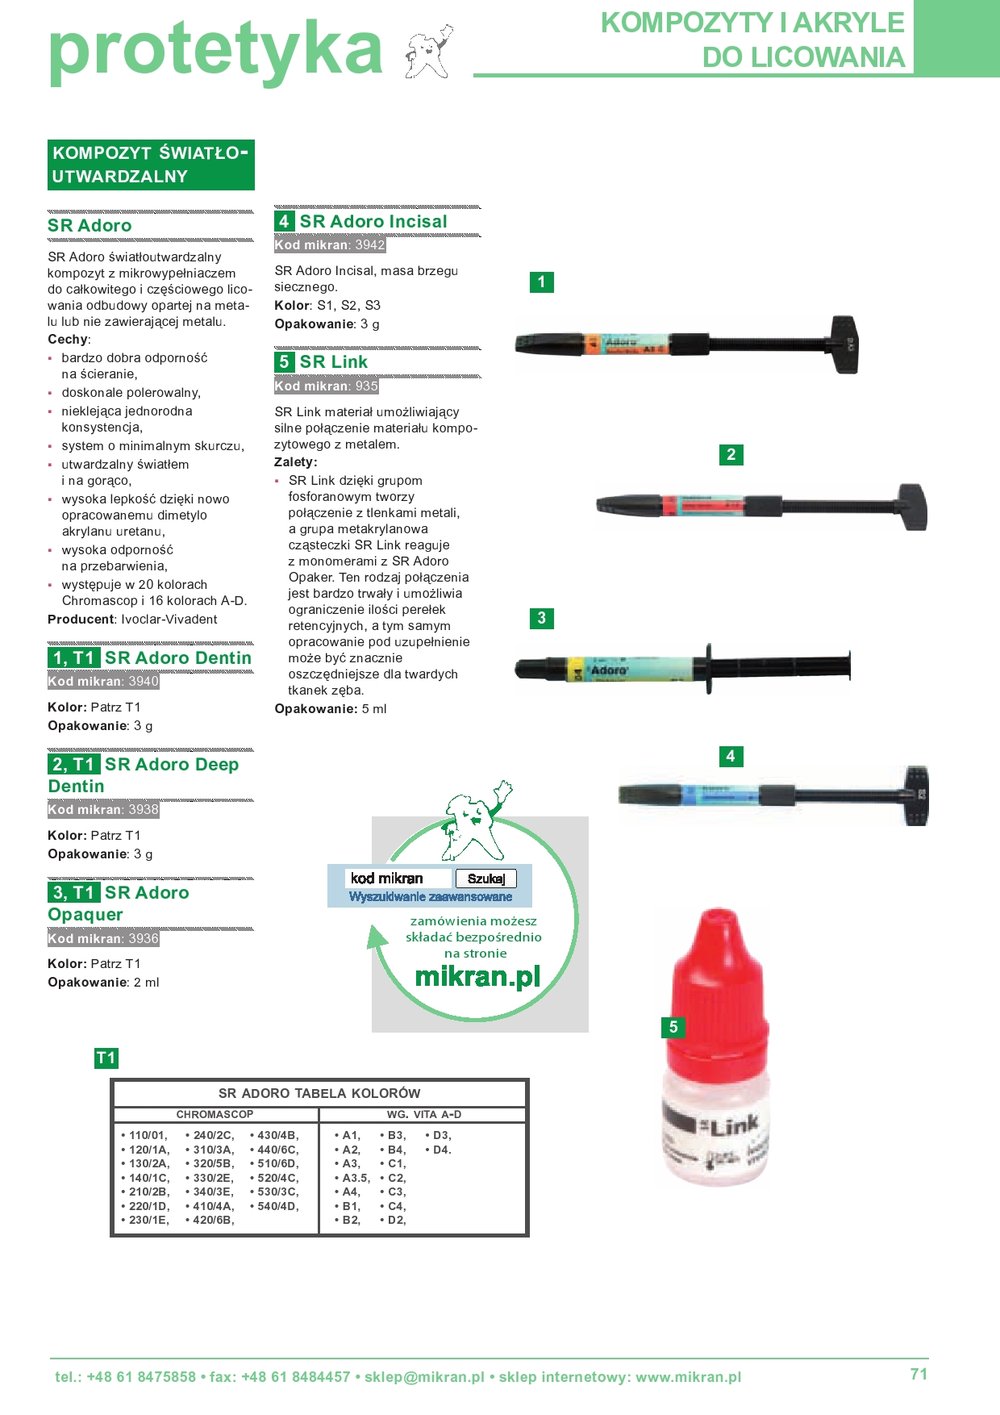 protetyka
KOMPOZYTY I AKRYLE
DO LICOWANIA
KOMPOZYT ŚWIATŁO-
UTWARDZALNY
SR Adoro
SR Adoro światłoutwardzalny
kompozyt z mikrowypełniaczem
do całkowitego i częściowego lico-
wania odbudowy opartej na meta-
lu lub nie zawierającej metalu.
Cechy:
• bardzo dobra odporność
na ścieranie,
• doskonale polerowalny,
• nieklejąca jednorodna
konsystencja,
• system o minimalnym skurczu,
• utwardzalny światłem
i na gorąco,
• wysoka lepkość dzięki nowo
opracowanemu dimetylo
akrylanu uretanu,
• wysoka odporność
na przebarwienia,
• występuje w 20 kolorach
Chromascop i 16 kolorach A-D.
Producent: Ivoclar-Vivadent
1, T1 SR Adoro Dentin
Kod mikran: 3940
Kolor: Patrz T1
Opakowanie: 3 g
2, T1 SR Adoro Deep
Dentin
Kod mikran: 3938
Kolor: Patrz T1
Opakowanie: 3 g
3, T1 SR Adoro
Opaquer
Kod mikran: 3936
Kolor: Patrz T1
Opakowanie: 2 ml
4 SR Adoro Incisal
Kod mikran: 3942
SR Adoro Incisal, masa brzegu
siecznego.
Kolor: S1, S2, S3
Opakowanie: 3 g
5 SR Link
Kod mikran: 935
SR Link materiał umożliwiający
silne połączenie materiału kompo-
zytowego z metalem.
Zalety:
• SR Link dzięki grupom
fosforanowym tworzy
połączenie z tlenkami metali,
a grupa metakrylanowa
cząsteczki SR Link reaguje
z monomerami z SR Adoro
Opaker. Ten rodzaj połączenia
jest bardzo trwały i umożliwia
ograniczenie ilości perełek
retencyjnych, a tym samym
opracowanie pod uzupełnienie
może być znacznie
oszczędniejsze dla twardych
tkanek zęba.
Opakowanie: 5 ml
1
Adoro
2
3
Adoro
4
5
Link
kod mikran Szukaj
Wyszukiwanie zaawansowane
zamówienia możesz
składać bezpośrednio
na stronie
mikran.pl
T1
SR ADORO TABELA KOLORÓW
CHROMASCOP WG. VITA A-D
• 110/01, • 240/2C, • 430/4B, • A1, • B3, • D3,
• 120/1A, • 310/3A, • 440/6C, • A2, • B4, • D4.
• 130/2A, • 320/5B, • 510/6D, • A3, • C1,
• 140/1C, • 330/2E, • 520/4C, • A3.5, • C2,
• 210/2B, • 340/3E, • 530/3C, • A4, • C3,
• 220/1D, • 410/4A, • 540/4D, • B1, • C4,
• 230/1E, • 420/6B, • B2, • D2,
tel.: +48 61 8475858 • fax: +48 61 8484457 • sklep@mikran.pl • sklep internetowy: www.mikran.pl
71